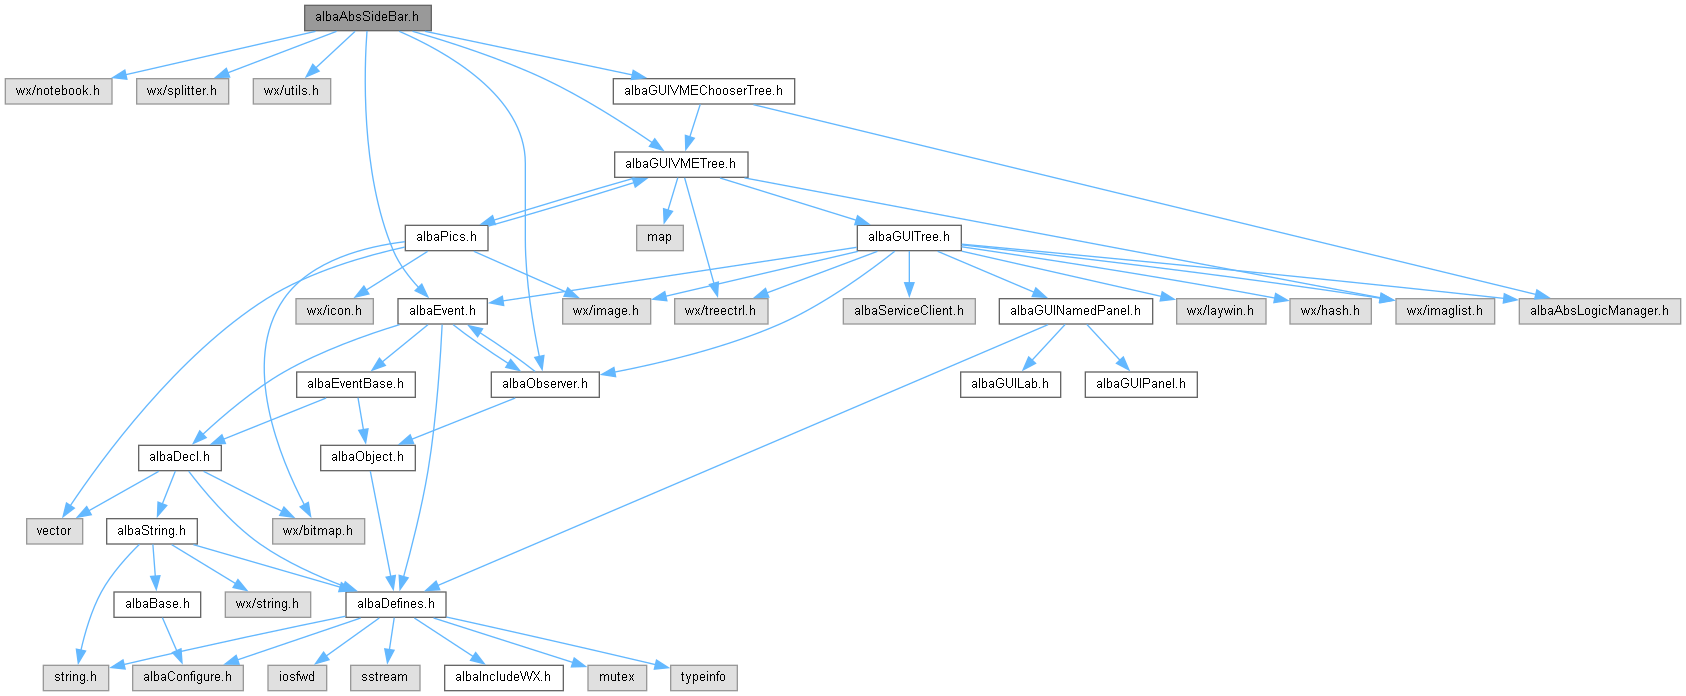 albaAbsSideBar.h
wx/notebook.h
wx/splitter.h
wx/utils.h
albaGUIVMEChooserTree.h
albaGUIVMETree.h
albaPics.h
map
albaGUITree.h
wx/icon.h
albaEvent.h
wx/image.h
wx/treectrl.h
albaServiceClient.h
albaGUINamedPanel.h
wx/laywin.h
wx/hash.h
wx/imaglist.h
albaAbsLogicManager.h
albaEventBase.h
albaObserver.h
albaGUILab.h
albaGUIPanel.h
albaDecl.h
albaObject.h
vector
albaString.h
wx/bitmap.h
albaBase.h
wx/string.h
albaDefines.h
string.h
albaConfigure.h
iosfwd
sstream
albaIncludeWX.h
mutex
typeinfo